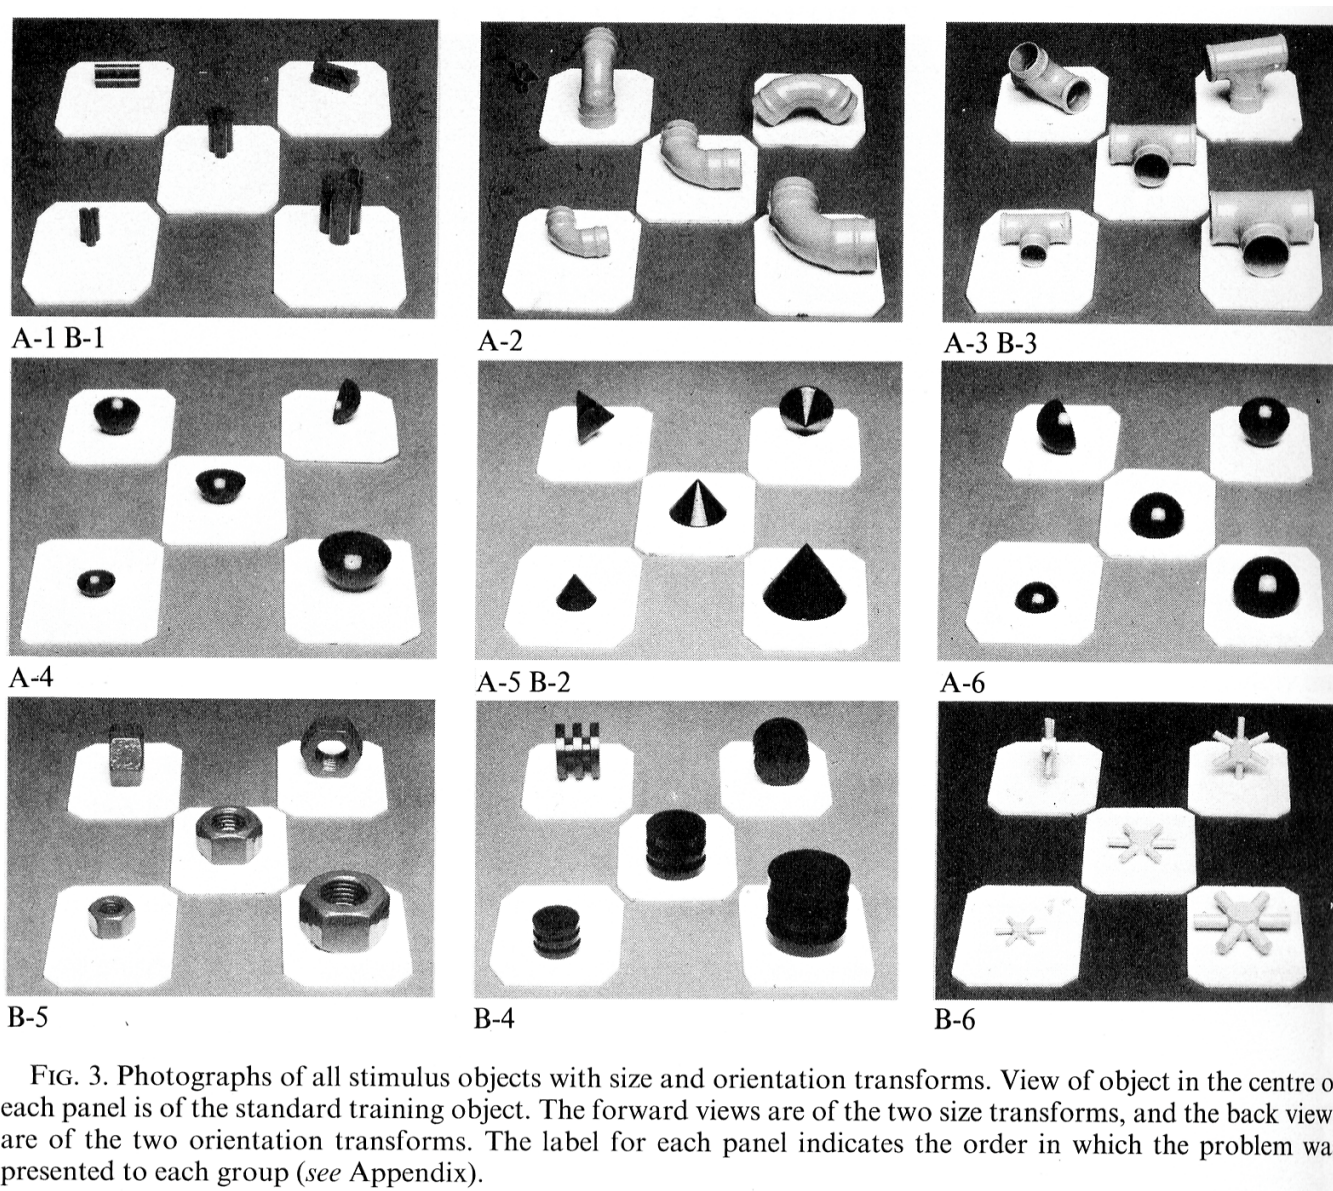 A-1 B-1
A-2
A-3 B-3
A-4
A-5 B-2
A-6
B-5
B-4
B-6
FIG. 3. Photographs of all stimulus objects with size and orientation transforms. View of object in the centre o
each panel is of the standard training object. The forward views are of the two size transforms, and the back view
are of the two orientation transforms. The label for each panel indicates the order in which the problem wa
presented to each group (see Appendix).